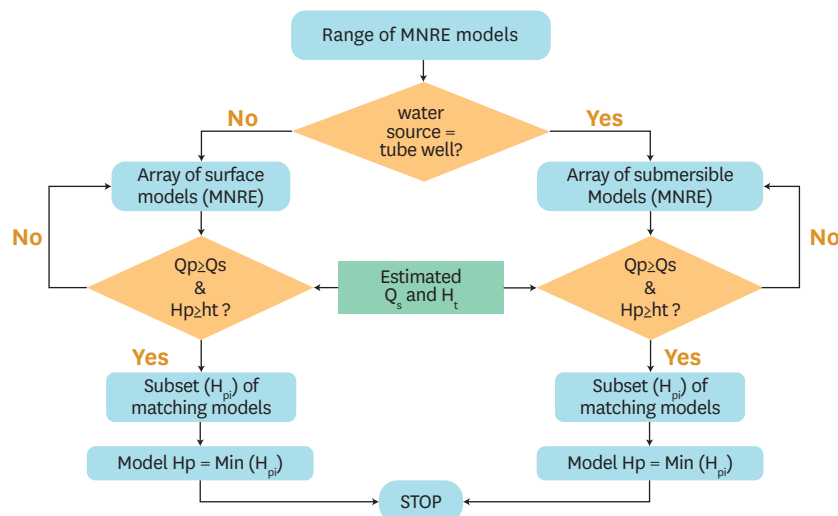 Range of MNRE models
water
source =
tube well?
No
Yes
Array of surface
models (MNRE)
Array of submersible
Models (MNRE)
No
No
Qp≥Qs
&
Hp≥ht ?
Estimated
Qs and Ht
Qp≥Qs
&
Hp≥ht ?
Yes
Yes
Subset (Hpi) of
matching models
Subset (Hpi) of
matching models
Model Hp = Min (Hpi)
Model Hp = Min (Hpi)
STOP